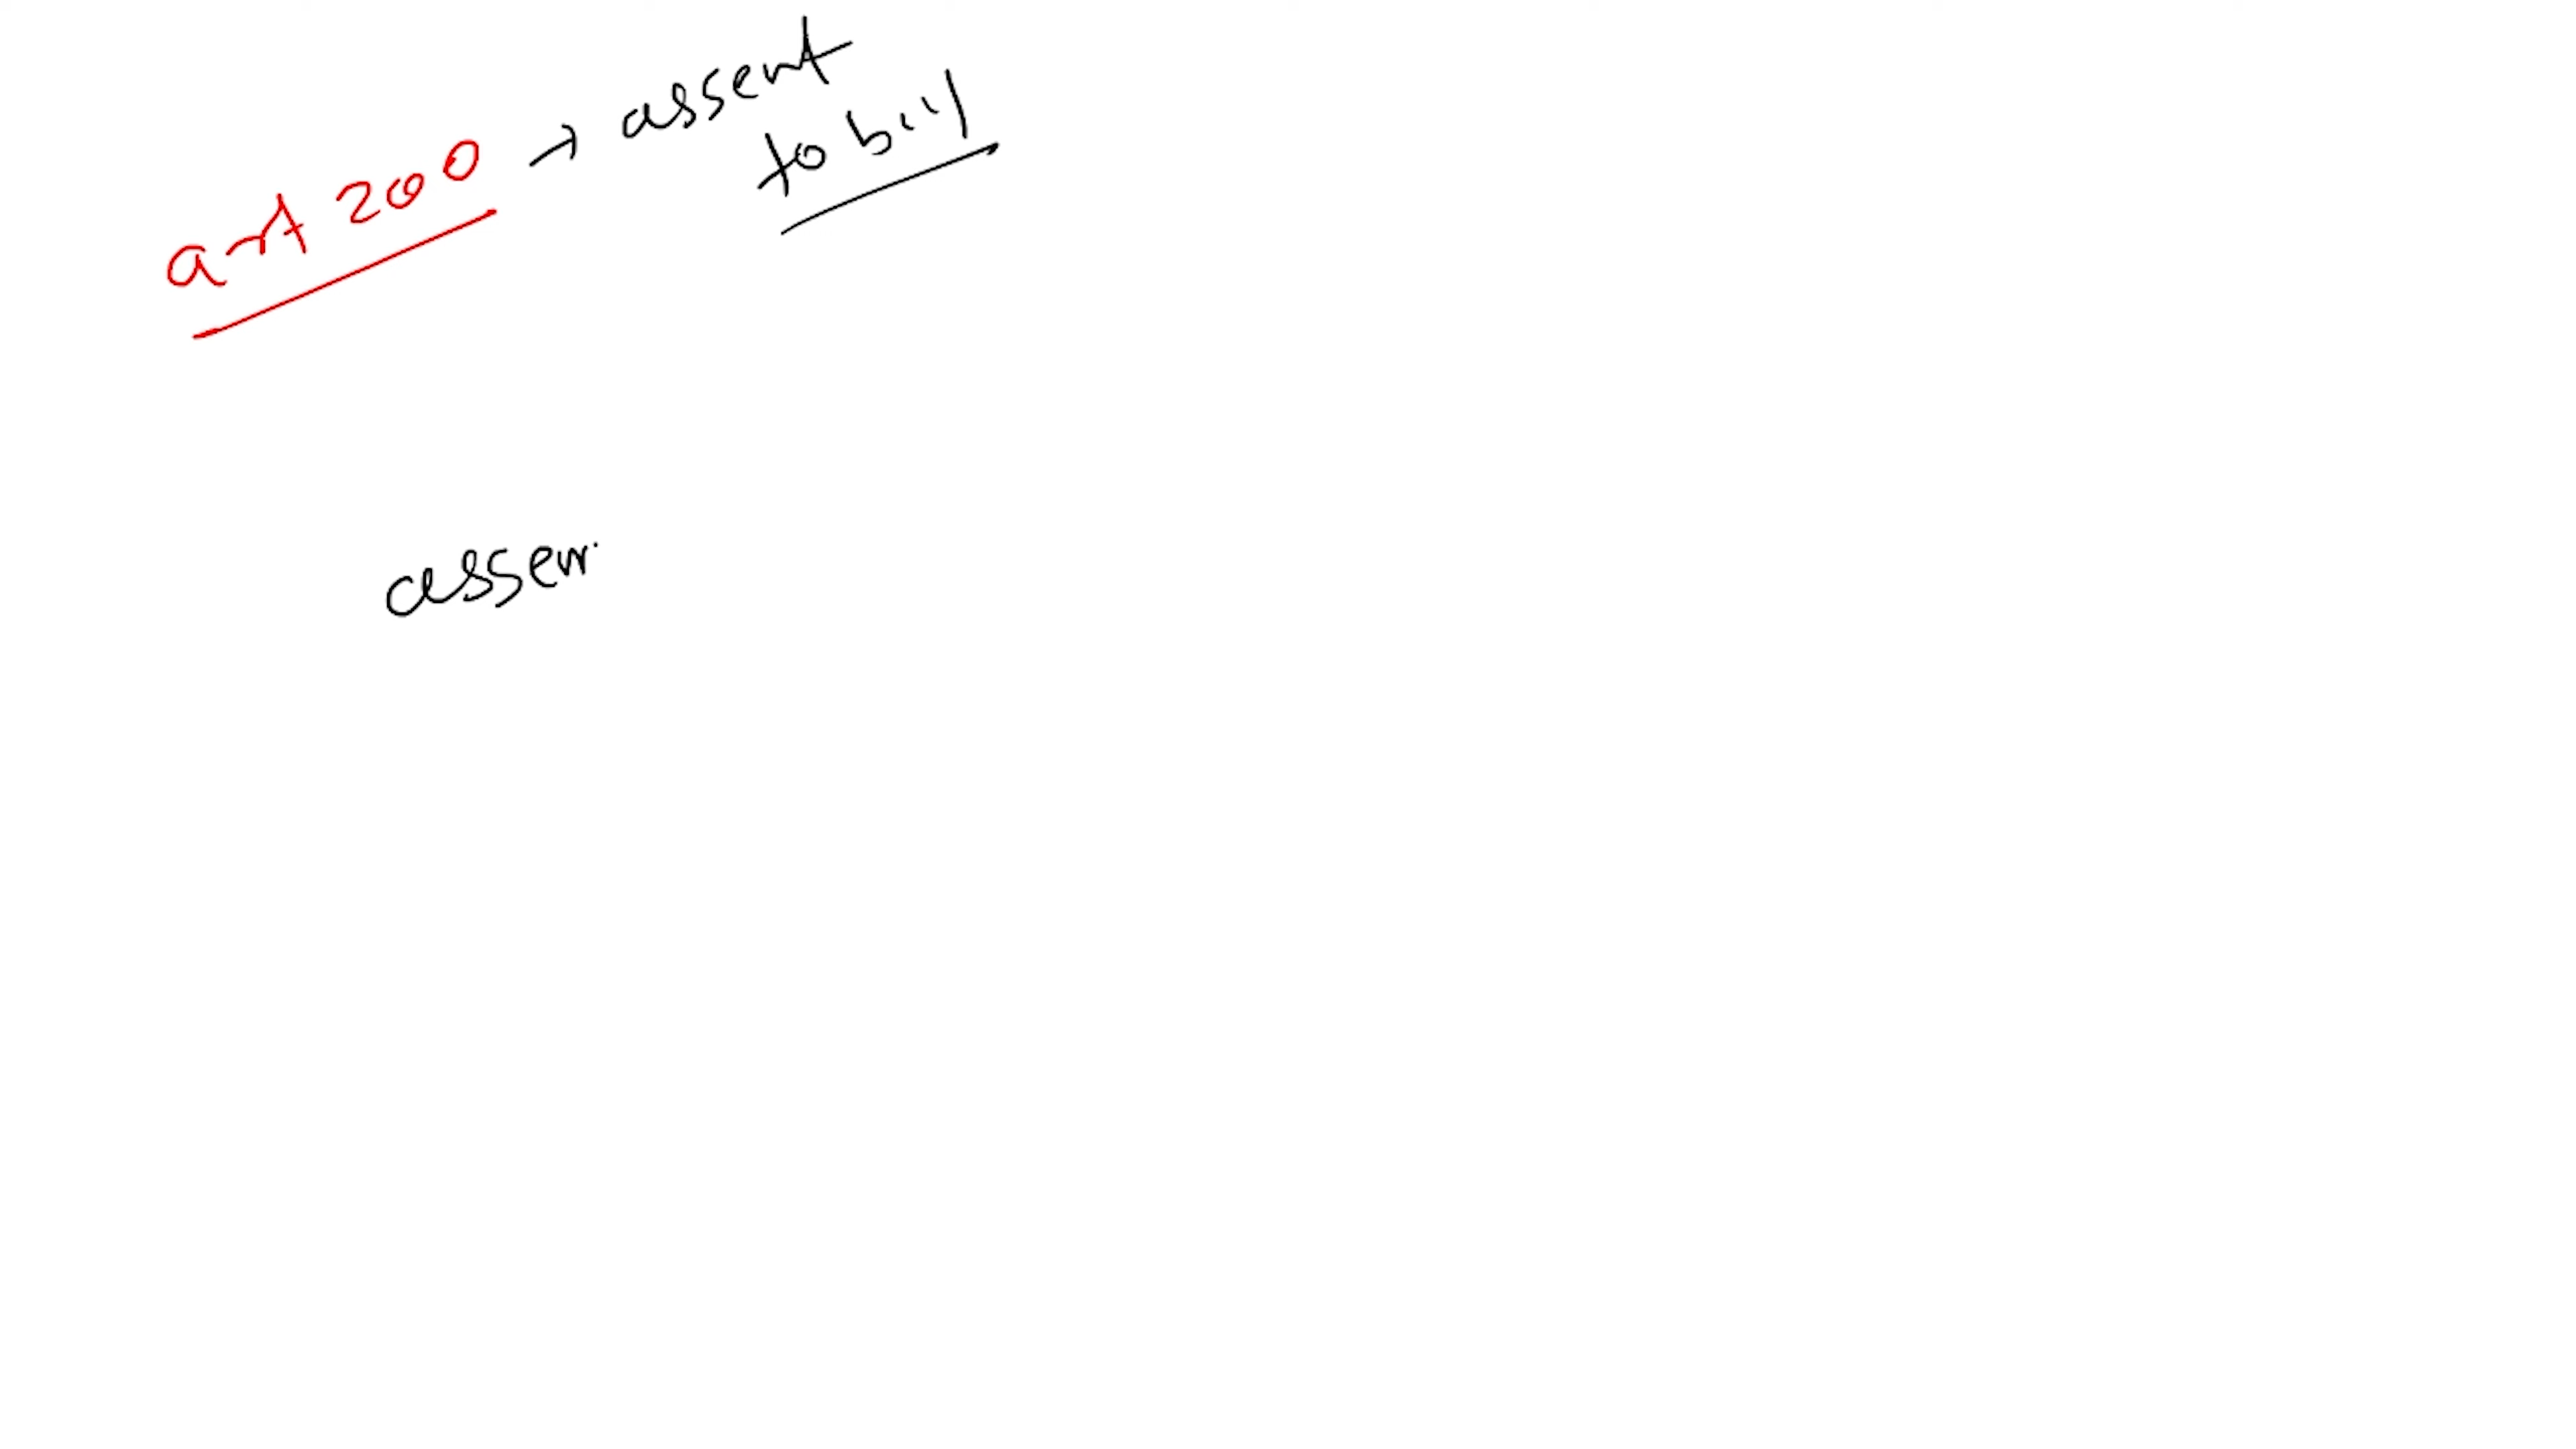 art 200 → assent
to bill
assen